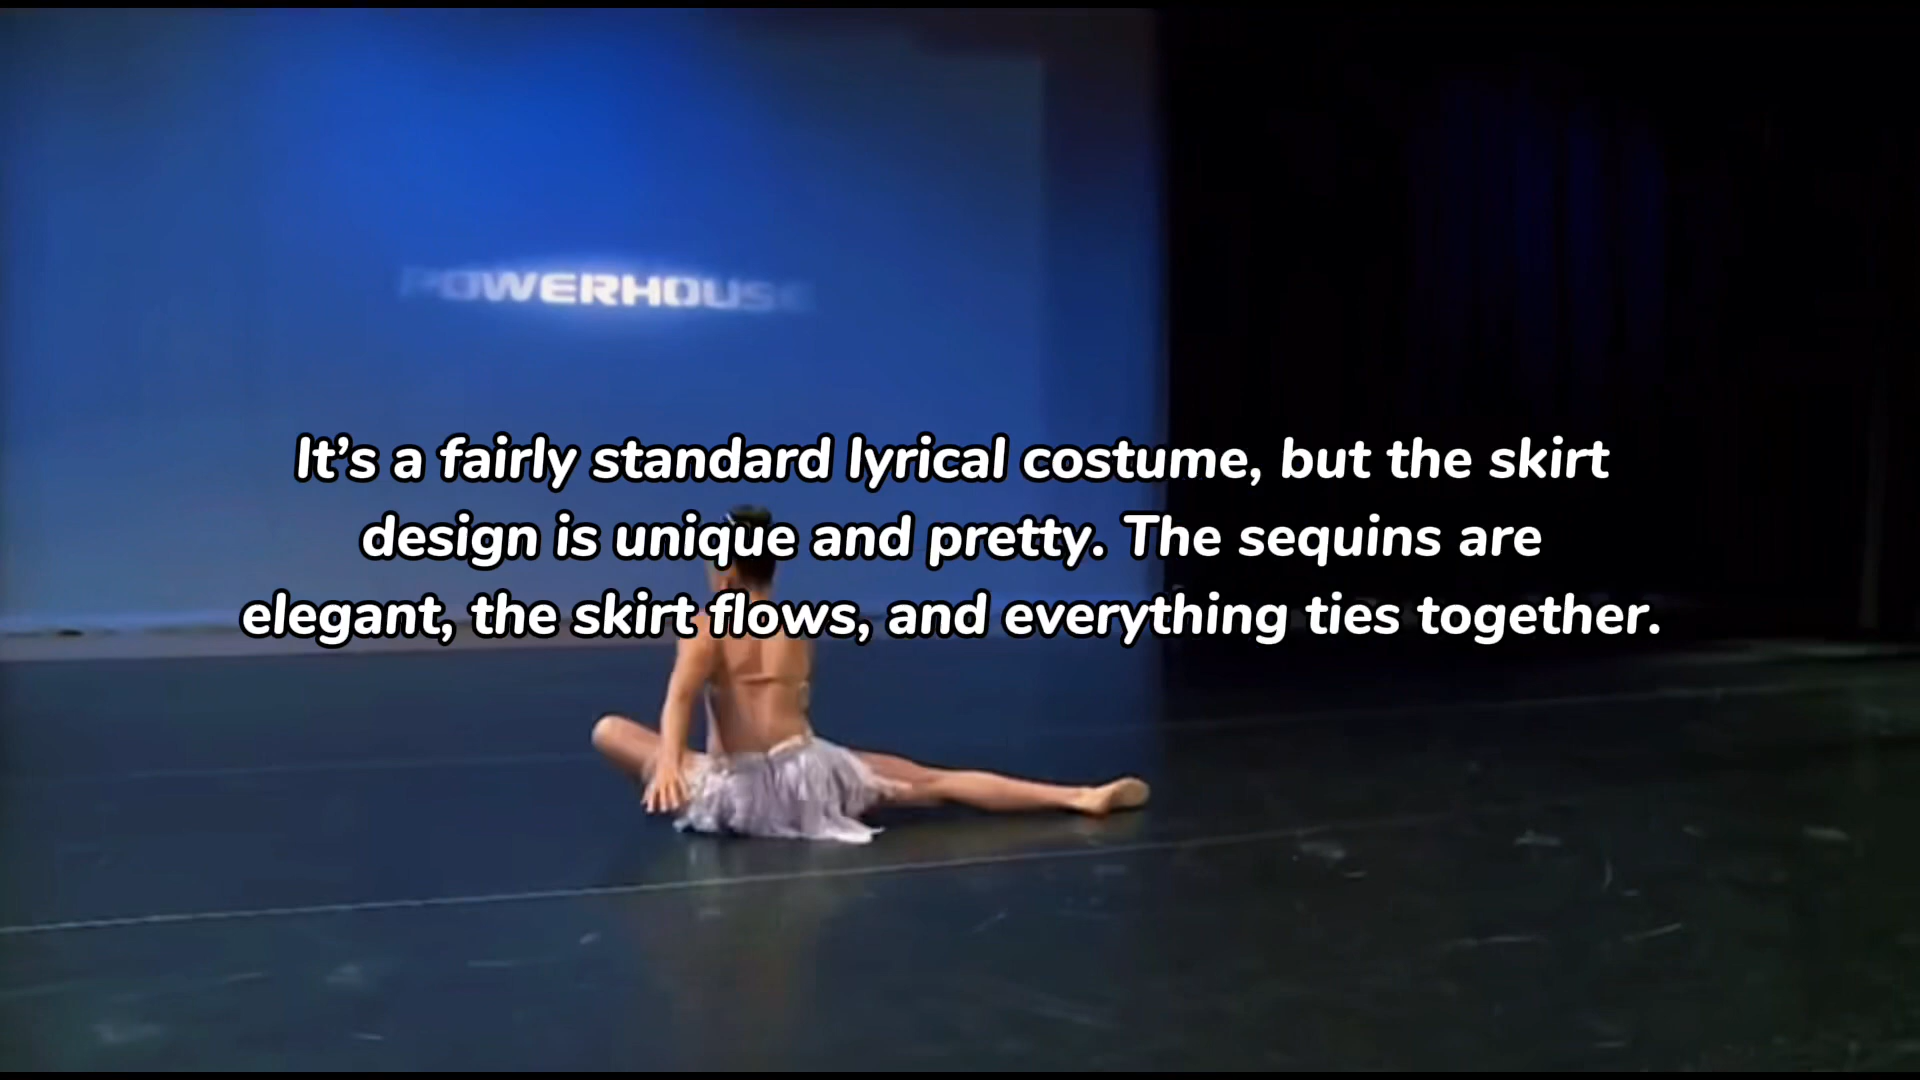 POWERHOUSE
It’s a fairly standard lyrical costume, but the skirt
design is unique and pretty. The sequins are
elegant, the skirt flows, and everything ties together.